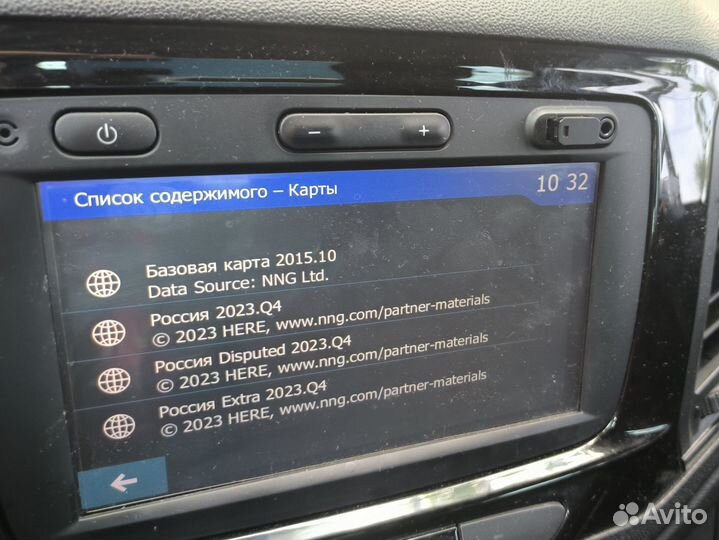 Список содержимого – Карты
10 32
Базовая карта 2015.10
Data Source: NNG Ltd.
Россия 2023.Q4
© 2023 HERE, www.nng.com/partner-materials
Россия Disputed 2023.Q4
© 2023 HERE, www.nng.com/partner-materials
Россия Extra 2023.Q4
© 2023 HERE, www.nng.com/partner-materials
Avito